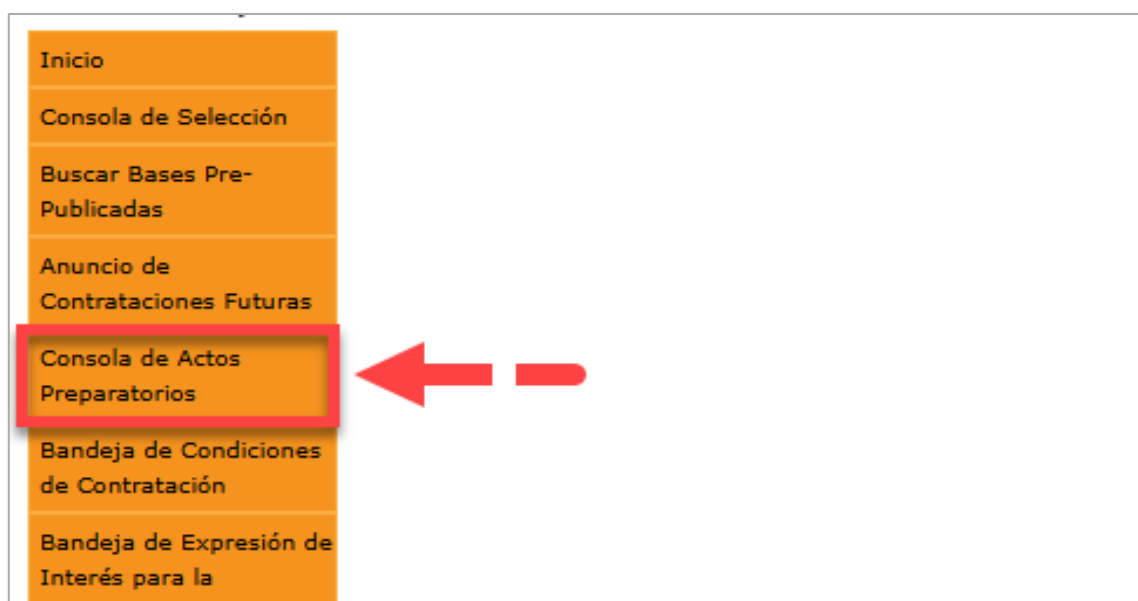 Inicio
Consola de Selección
Buscar Bases Pre-
Publicadas
Anuncio de
Contrataciones Futuras
Consola de Actos
Preparatorios
Bandeja de Condiciones
de Contratación
Bandeja de Expresión de
Interés para la